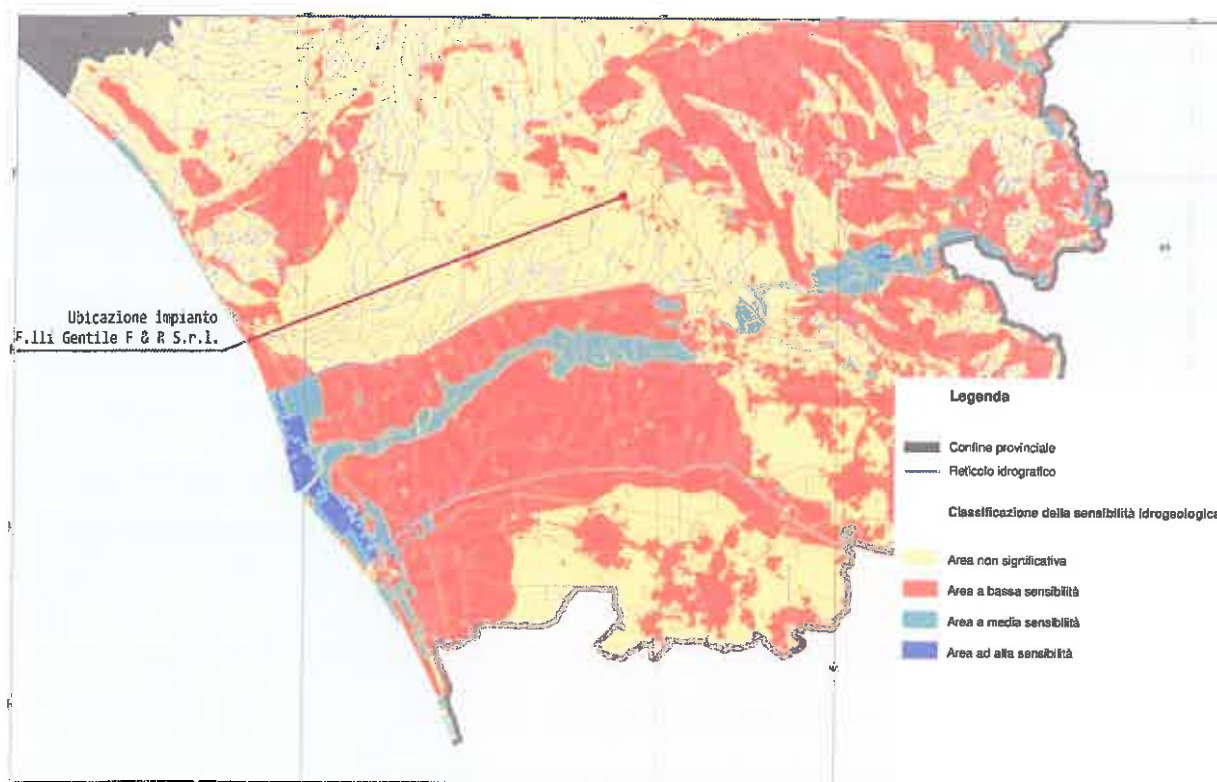 Ubicazione impianto
F.lli Gentile F & R S.r.l.
Legenda
Confine provinciale
Reticolo idrografico
Classificazione della sensibilità idrogeologica
Area non significativa
Area a bassa sensibilità
Area a media sensibilità
Area ad alta sensibilità